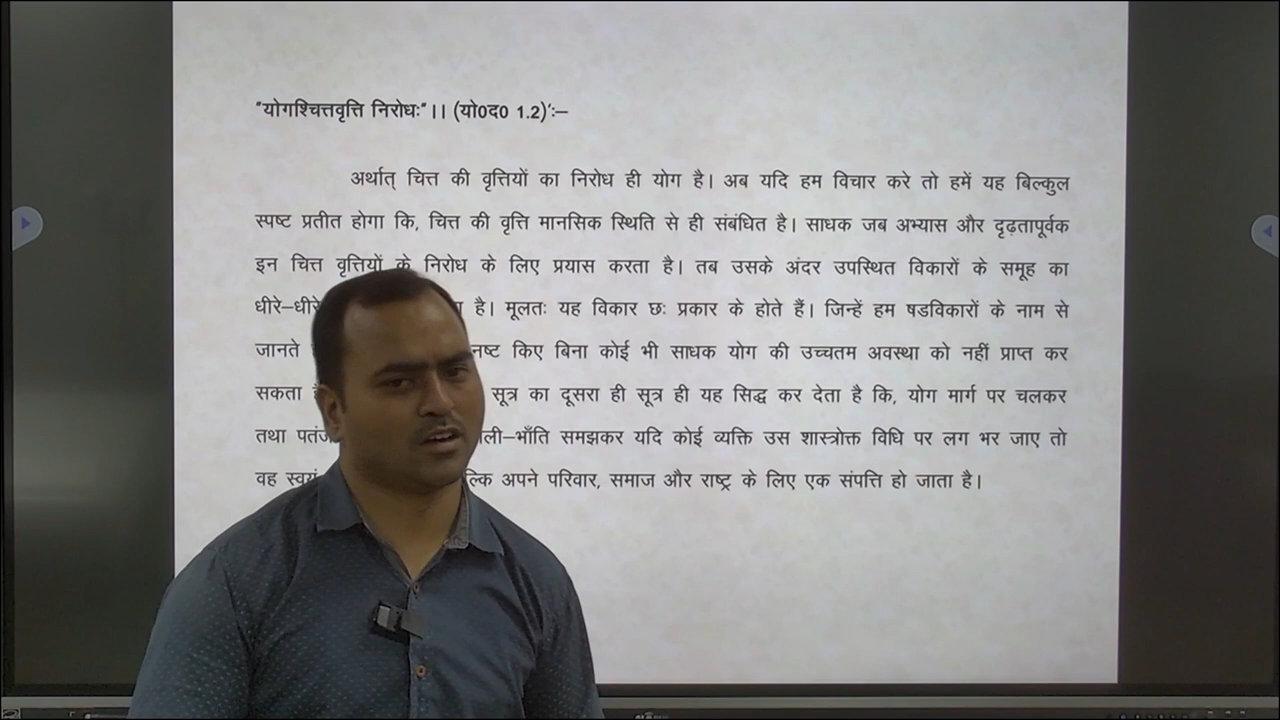 "योगश्चित्तवृत्ति निरोधः"।। (यो0द0 1.2)':–
अर्थात् चित्त की वृत्तियों का निरोध ही योग है। अब यदि हम विचार करे तो हमें यह बिल्कुल
स्पष्ट प्रतीत होगा कि, चित्त की वृत्ति मानसिक स्थिति से ही संबंधित है। साधक जब अभ्यास और दृढ़तापूर्वक
इन चित्त वृत्तियों के निरोध के लिए प्रयास करता है। तब उसके अंदर उपस्थित विकारों के समूह का
धीरे–धीरे है। मूलतः यह विकार छः प्रकार के होते हैं। जिन्हें हम षडविकारों के नाम से
जानते नष्ट किए बिना कोई भी साधक योग की उच्चतम अवस्था को नहीं प्राप्त कर
सकता सूत्र का दूसरा ही सूत्र ही यह सिद्ध कर देता है कि, योग मार्ग पर चलकर
तथा भाँति समझकर यदि कोई व्यक्ति उस शास्त्रोक्त विधि पर लग भर जाए तो
वह अपने परिवार, समाज और राष्ट्र के लिए एक संपत्ति हो जाता है।